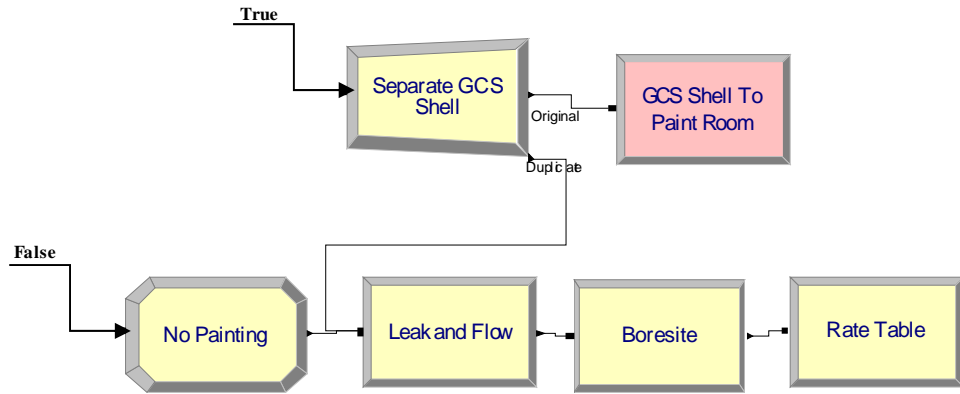 True
Separate GCS
Shell
GCS Shell To
Paint Room
Original
Duplicate
False
No Painting
Leak and Flow
Boresite
Rate Table